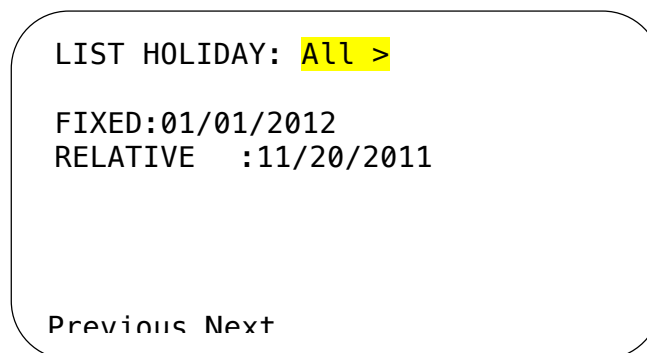 LIST HOLIDAY: All >
FIXED:01/01/2012
RELATIVE :11/20/2011
Previous Next